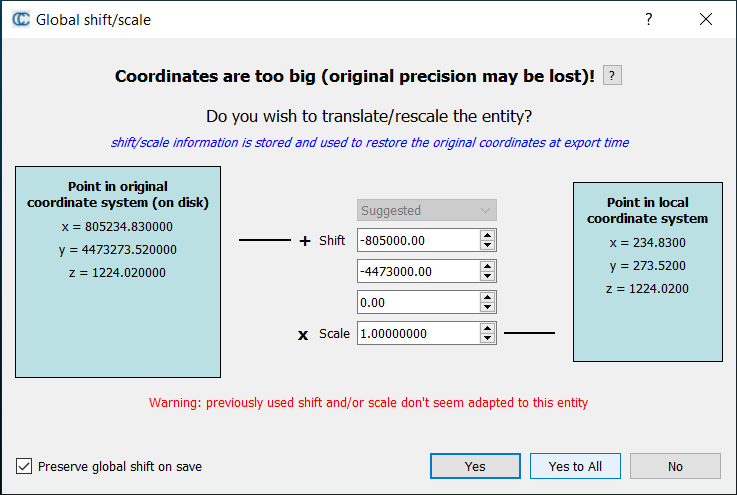 Global shift/scale
Coordinates are too big (original precision may be lost)! ?
Do you wish to translate/rescale the entity?
shift/scale information is stored and used to restore the original coordinates at export time
Point in original
coordinate system (on disk)
x = 805234.830000
y = 4473273.520000
z = 1224.020000
Suggested
+ Shift -805000.00
-4473000.00
0.00
x Scale 1.00000000
Point in local
coordinate system
x = 234.8300
y = 273.5200
z = 1224.0200
Warning: previously used shift and/or scale don't seem adapted to this entity
Preserve global shift on save
Yes
Yes to All
No